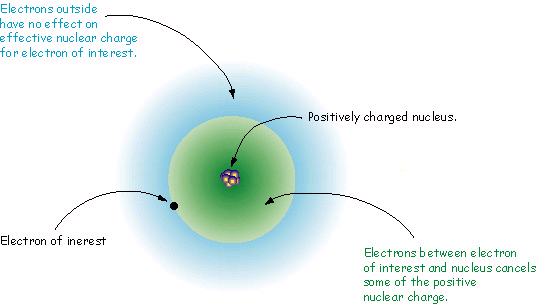 Electrons outside
have no effect on
effective nuclear charge
for electron of interest.
Positively charged nucleus.
Electron of inerest
Electrons between electron
of interest and nucleus cancels
some of the positive
nuclear charge.